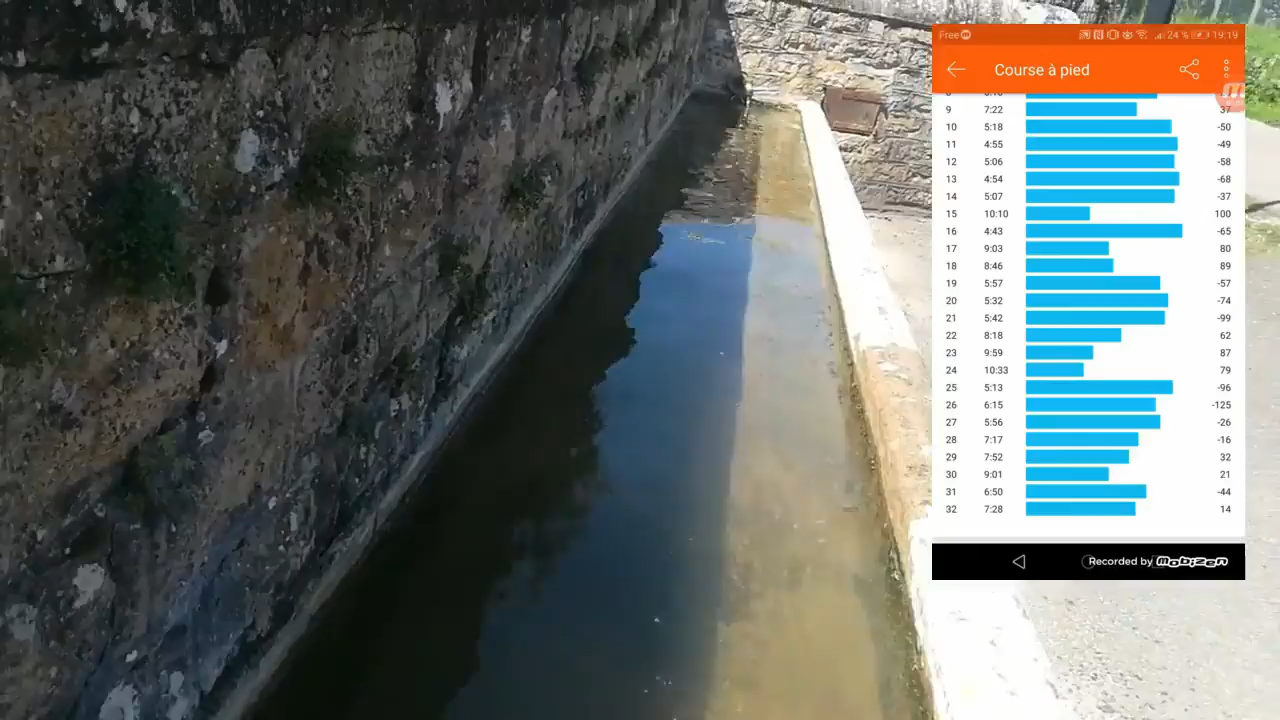 Free 24 % 19:19
Course à pied
9 7:22 37
10 5:18 -50
11 4:55 -49
12 5:06 -58
13 4:54 -68
14 5:07 -37
15 10:10 100
16 4:43 -65
17 9:03 80
18 8:46 89
19 5:57 -57
20 5:32 -74
21 5:42 -99
22 8:18 62
23 9:59 87
24 10:33 79
25 5:13 -96
26 6:15 -125
27 5:56 -26
28 7:17 -16
29 7:52 32
30 9:01 21
31 6:50 -44
32 7:28 14
Recorded by mobizen